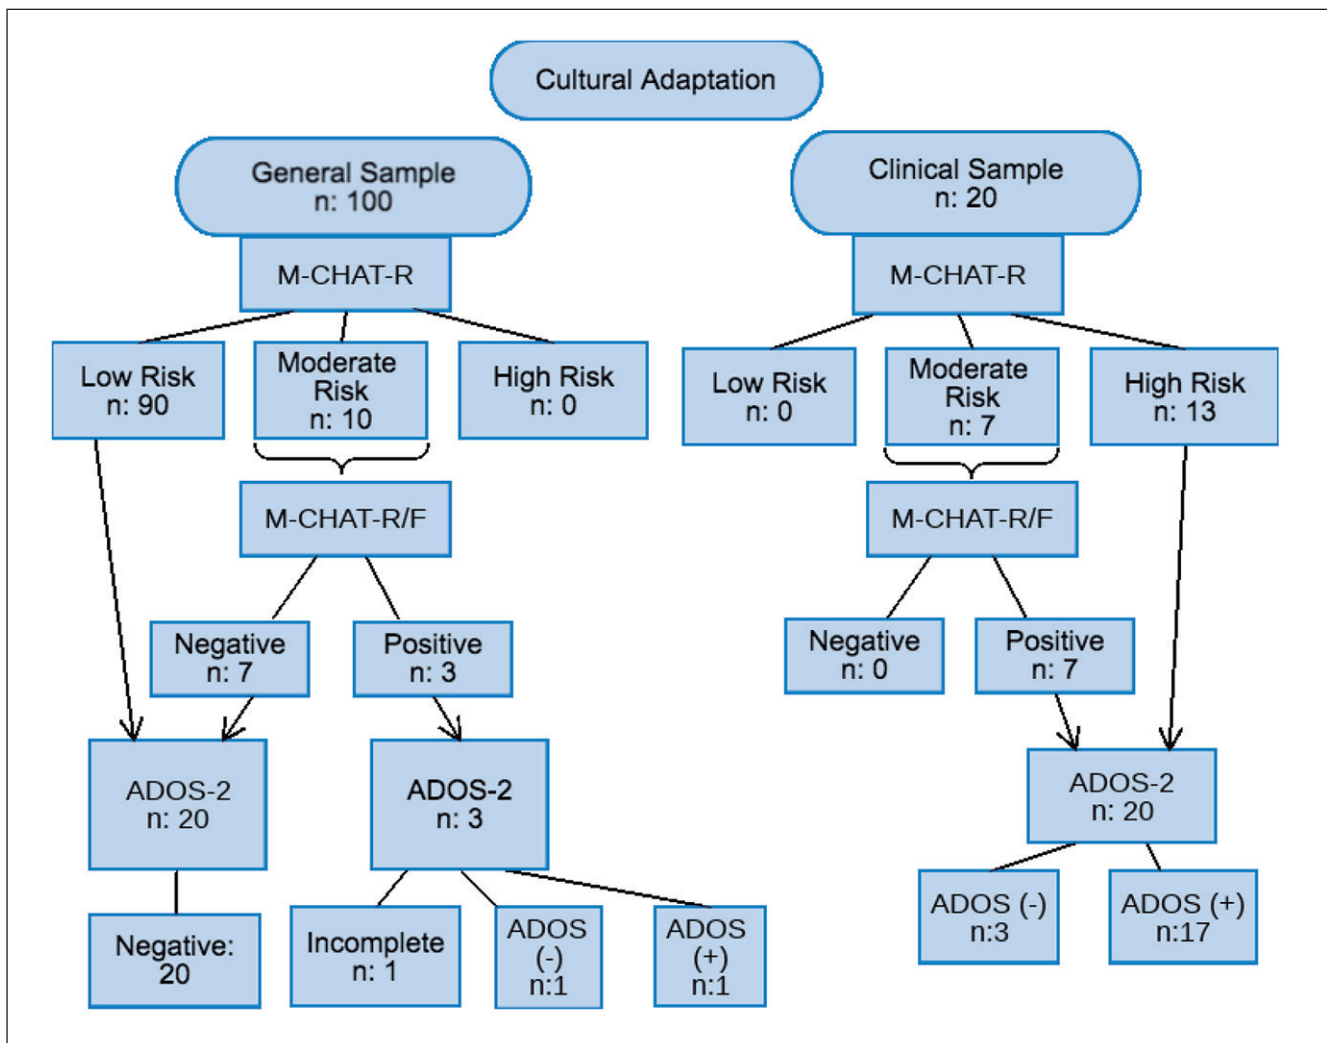 Cultural Adaptation
General Sample
n: 100
M-CHAT-R
Low Risk
n: 90
Moderate
Risk
n: 10
High Risk
n: 0
M-CHAT-R/F
Negative
n: 7
Positive
n: 3
ADOS-2
n: 20
ADOS-2
n: 3
Negative:
20
Incomplete
n: 1
ADOS
(-)
n:1
ADOS
(+)
n:1
Clinical Sample
n: 20
M-CHAT-R
Low Risk
n: 0
Moderate
Risk
n: 7
High Risk
n: 13
M-CHAT-R/F
Negative
n: 0
Positive
n: 7
ADOS-2
n: 20
ADOS (-)
n:3
ADOS (+)
n:17